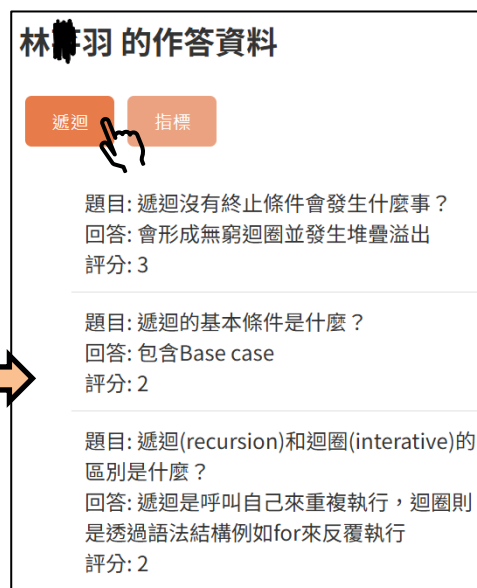 林羽 的作答資料
遞迴 指標
題目: 遞迴沒有終止條件會發生什麼事？
回答: 會形成無窮迴圈並發生堆疊溢出
評分: 3
題目: 遞迴的基本條件是什麼？
回答: 包含Base case
評分: 2
題目: 遞迴(recursion)和迴圈(interative)的
區別是什麼？
回答: 遞迴是呼叫自己來重複執行，迴圈則
是透過語法結構例如for來反覆執行
評分: 2